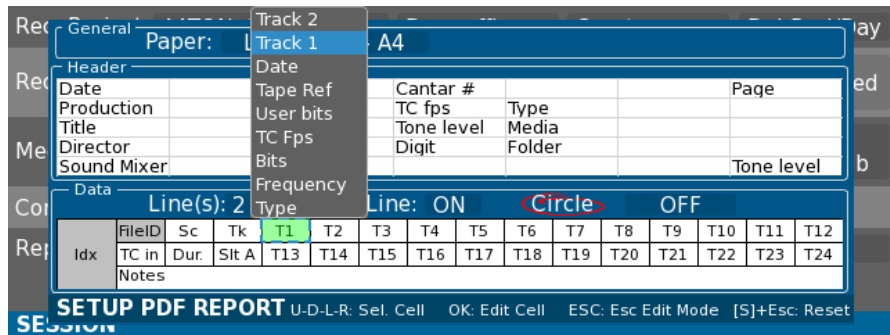 Track 2
Track 1
Date
Tape Ref
User bits
TC Fps
Bits
Frequency
Type
General
Paper: A4
Header
Date Cantar # Page
Production TC fps Type
Title Tone level Media
Director Digit Folder
Sound Mixer Tone level
Data
Line(s): 2 Line: ON Circle OFF
FileID Sc Tk T1 T2 T3 T4 T5 T6 T7 T8 T9 T10 T11 T12
Idx TC in Dur. Slt A T13 T14 T15 T16 T17 T18 T19 T20 T21 T22 T23 T24
Notes
SETUP PDF REPORT U-D-L-R: Sel. Cell OK: Edit Cell ESC: Esc Edit Mode [S]+Esc: Reset
SESSION